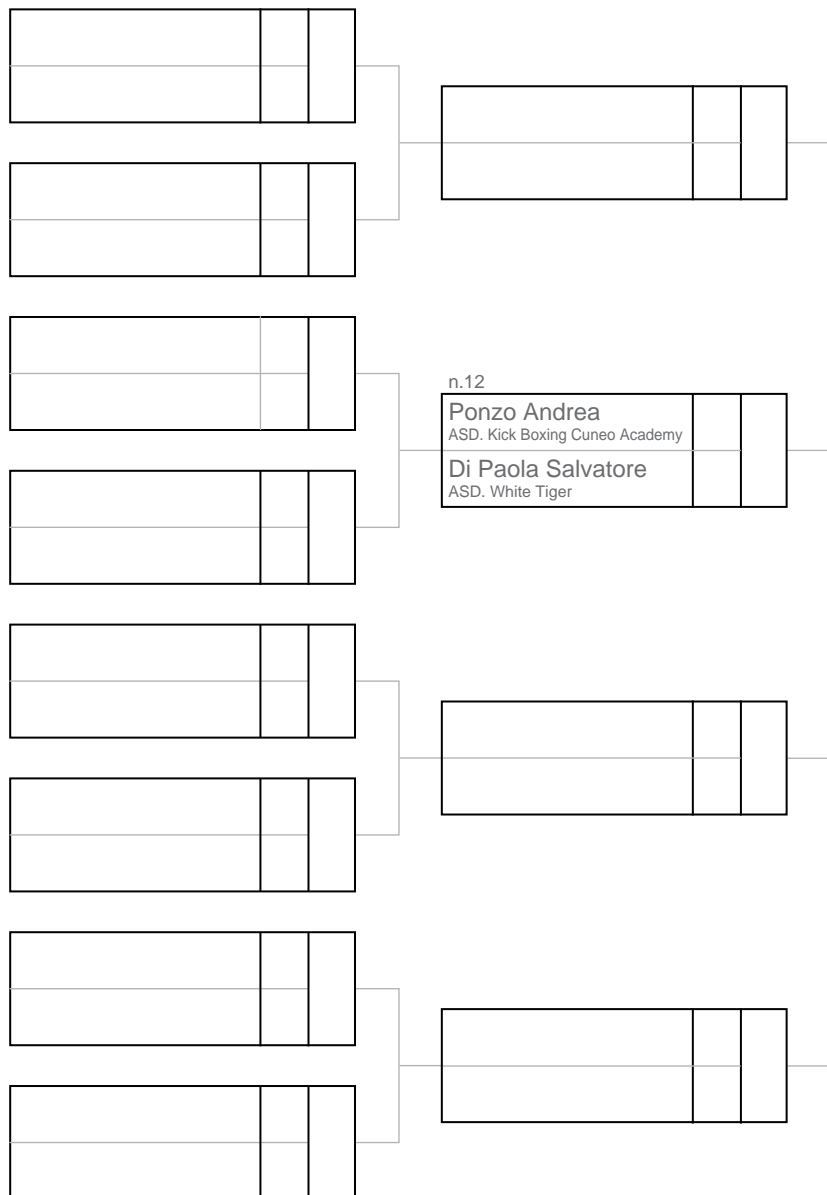 n.12
Ponzo Andrea
ASD. Kick Boxing Cuneo Academy
Di Paola Salvatore
ASD. White Tiger